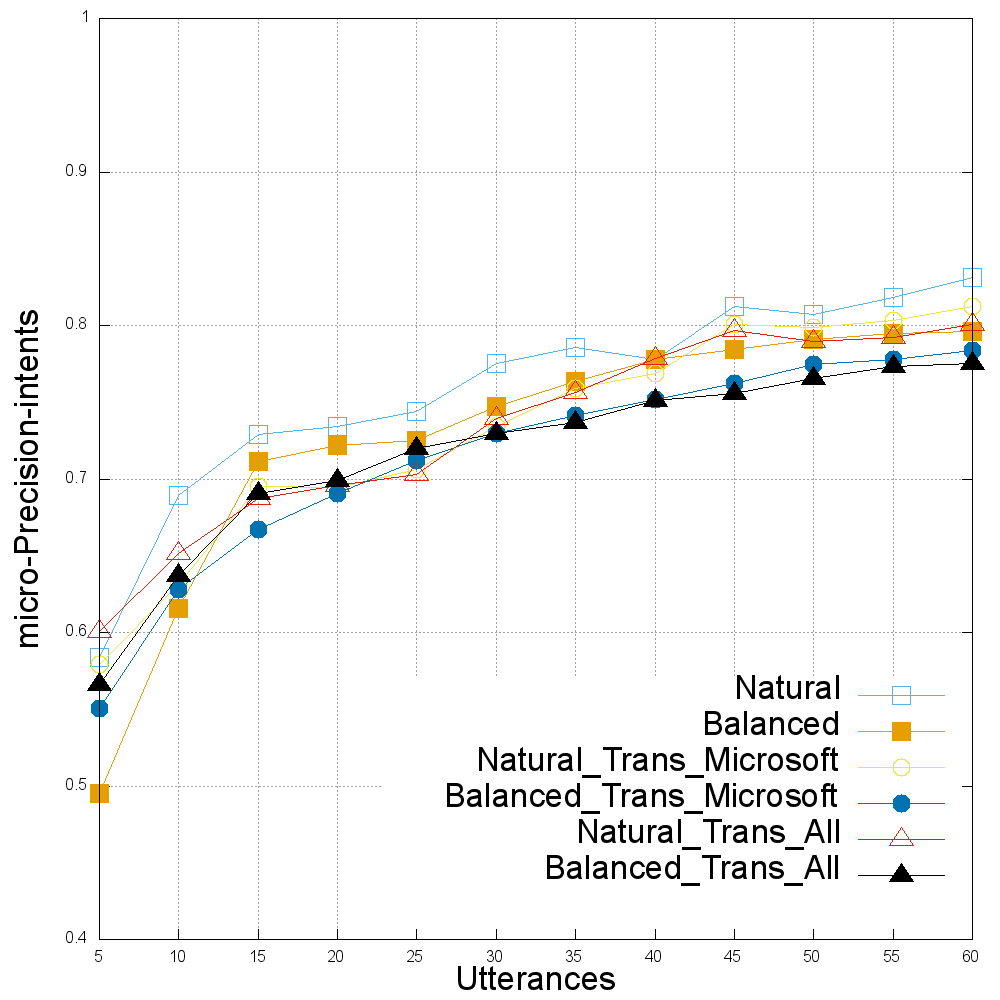 1
0.9
0.8
0.7
0.6
0.5
0.4
micro-Precision-intents
Natural
Balanced
Natural_Trans_Microsoft
Balanced_Trans_Microsoft
Natural_Trans_All
Balanced_Trans_All
5 10 15 20 25 30 35 40 45 50 55 60
Utterances